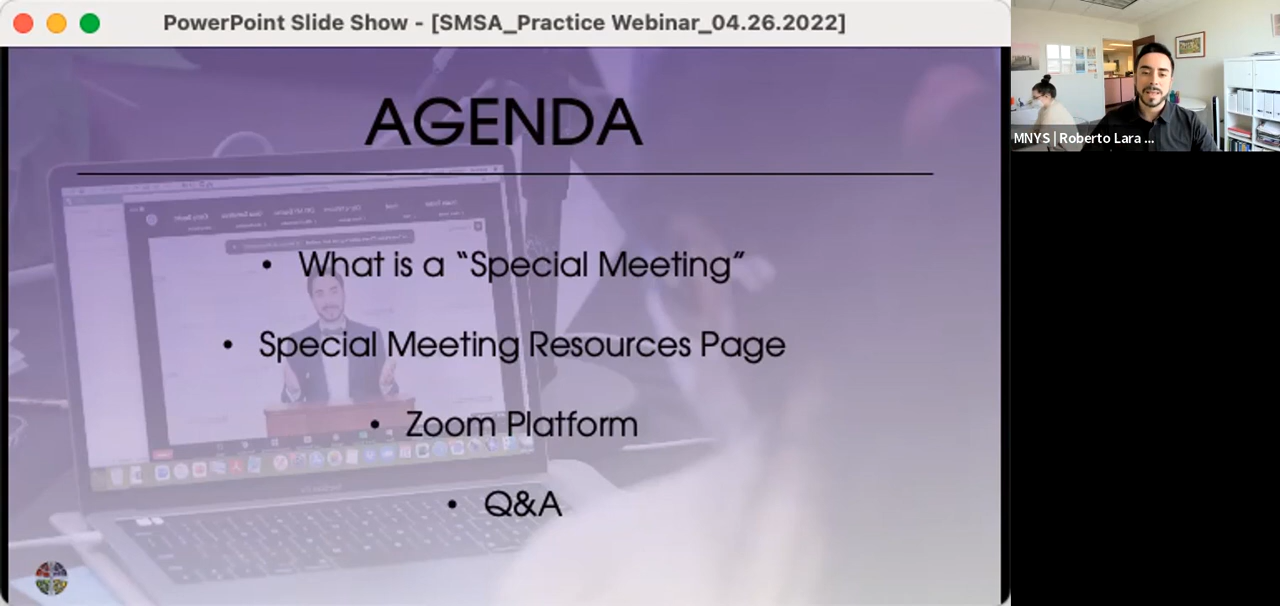 PowerPoint Slide Show - [SMSA_Practice Webinar_04.26.2022]
AGENDA
• What is a “Special Meeting”
• Special Meeting Resources Page
• Zoom Platform
• Q&A
MNYS | Roberto Lara ...